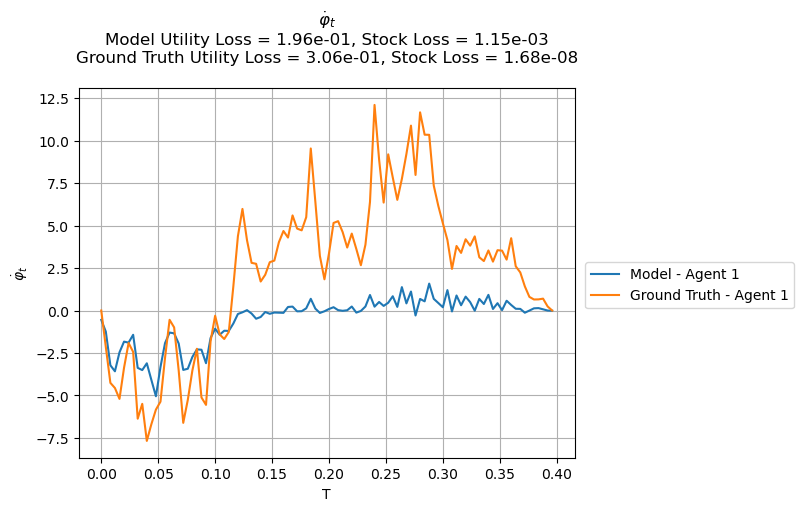 φ̇ₜ
Model Utility Loss = 1.96e-01, Stock Loss = 1.15e-03
Ground Truth Utility Loss = 3.06e-01, Stock Loss = 1.68e-08
12.5
10.0
7.5
5.0
2.5
0.0
−2.5
−5.0
−7.5
φ̇ₜ
0.00 0.05 0.10 0.15 0.20 0.25 0.30 0.35 0.40
T
Model - Agent 1
Ground Truth - Agent 1